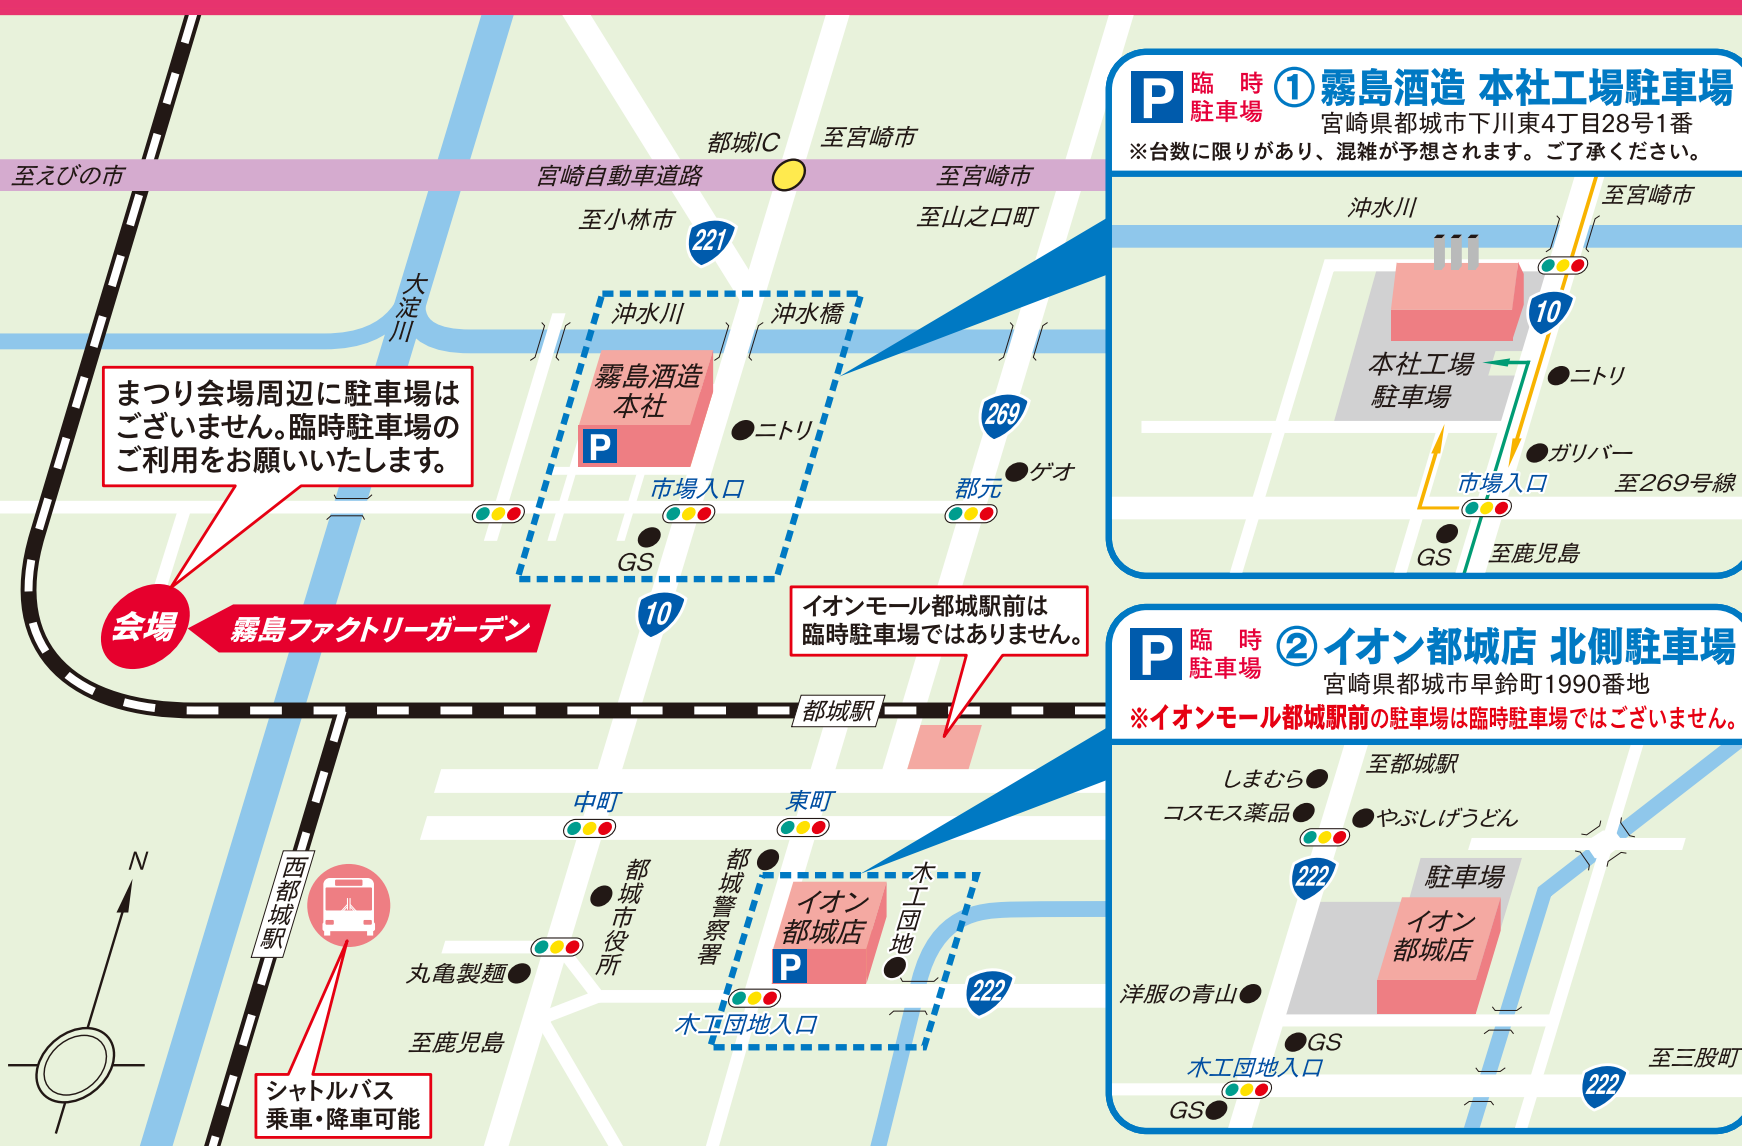 都城IC
至宮崎市
至えびの市
宮崎自動車道路
至宮崎市
至小林市
221
至山之口町
大淀川
沖水川
沖水橋
霧島酒造
本社
P
ニトリ
269
ゲオ
郡元
市場入口
GS
10
まつり会場周辺に駐車場は
ございません。臨時駐車場の
ご利用をお願いいたします。
会場
霧島ファクトリーガーデン
イオンモール都城駅前は
臨時駐車場ではありません。
都城駅
中町
東町
都城市役所
都城警察署
イオン
都城店
P
木工団地
222
木工団地入口
丸亀製麺
至鹿児島
西都城駅
シャトルバス
乗車・降車可能
N
P
臨時
駐車場
①霧島酒造 本社工場駐車場
宮崎県都城市下川東4丁目28号1番
※台数に限りがあり、混雑が予想されます。ご了承ください。
沖水川
至宮崎市
10
本社工場
駐車場
ニトリ
ガリバー
市場入口
至269号線
GS
至鹿児島
P
臨時
駐車場
②イオン都城店 北側駐車場
宮崎県都城市早鈴町1990番地
※イオンモール都城駅前の駐車場は臨時駐車場ではございません。
至都城駅
しまむら
コスモス薬品
やぶしげうどん
222
駐車場
イオン
都城店
洋服の青山
GS
木工団地入口
至三股町
222
GS